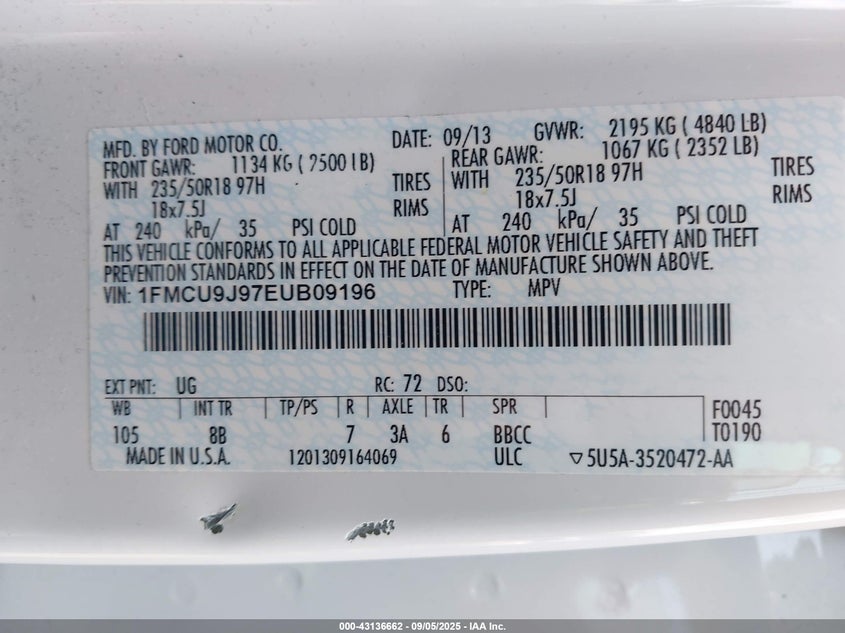 MFD. BY FORD MOTOR CO. DATE: 09/13 GVWR: 2195 KG ( 4840 LB)
FRONT GAWR: 1134 KG ( 2500 LB) REAR GAWR: 1067 KG ( 2352 LB)
WITH 235/50R18 97H TIRES WITH 235/50R18 97H TIRES
18x7.5J RIMS 18x7.5J RIMS
AT 240 kPa/ 35 PSI COLD AT 240 kPa/ 35 PSI COLD
THIS VEHICLE CONFORMS TO ALL APPLICABLE FEDERAL MOTOR VEHICLE SAFETY AND THEFT
PREVENTION STANDARDS IN EFFECT ON THE DATE OF MANUFACTURE SHOWN ABOVE.
VIN: 1FMCU9J97EUB09196 TYPE: MPV
EXT PNT: UG RC: 72 DSO:
WB INT TR TP/PS R AXLE TR SPR F0045
105 8B 7 3A 6 BBCC T0190
MADE IN U.S.A. 1201309164069 ULC ▽5U5A-3520472-AA
000-43136662 - 09/05/2025 - IAA Inc.